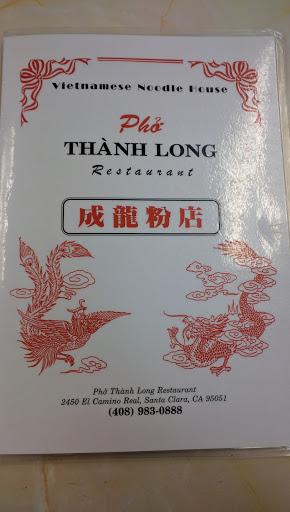 Vietnamese Noodle House
Phở
THÀNH LONG
Restaurant
成龍粉店
Phở Thành Long Restaurant
2450 El Camino Real, Santa Clara, CA 95051
(408) 983-0888